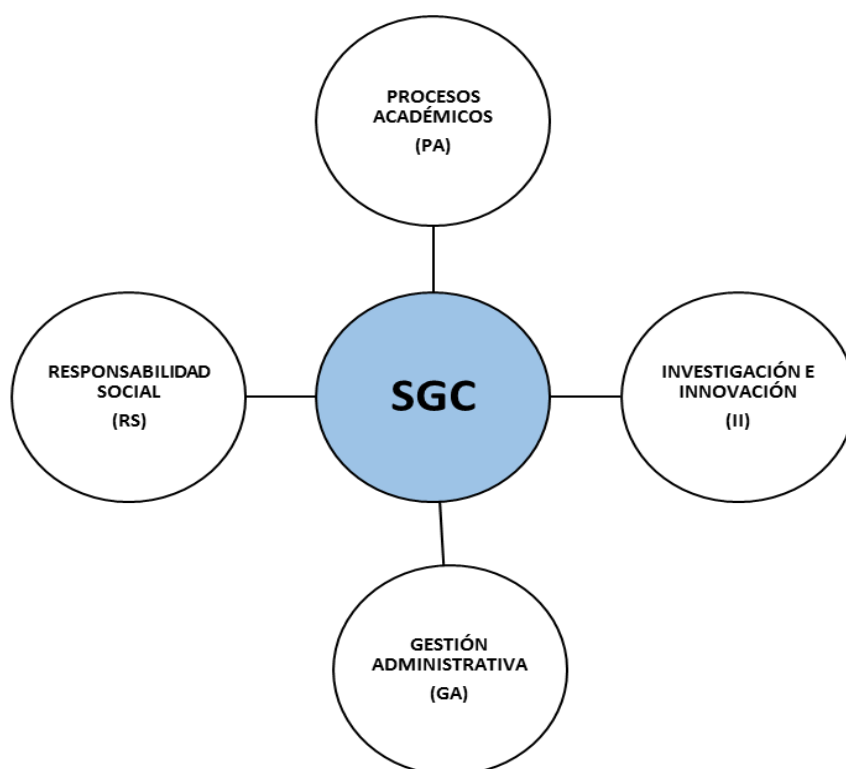 PROCESOS
ACADÉMICOS
(PA)
RESPONSABILIDAD
SOCIAL
(RS)
SGC
INVESTIGACIÓN E
INNOVACIÓN
(II)
GESTIÓN
ADMINISTRATIVA
(GA)